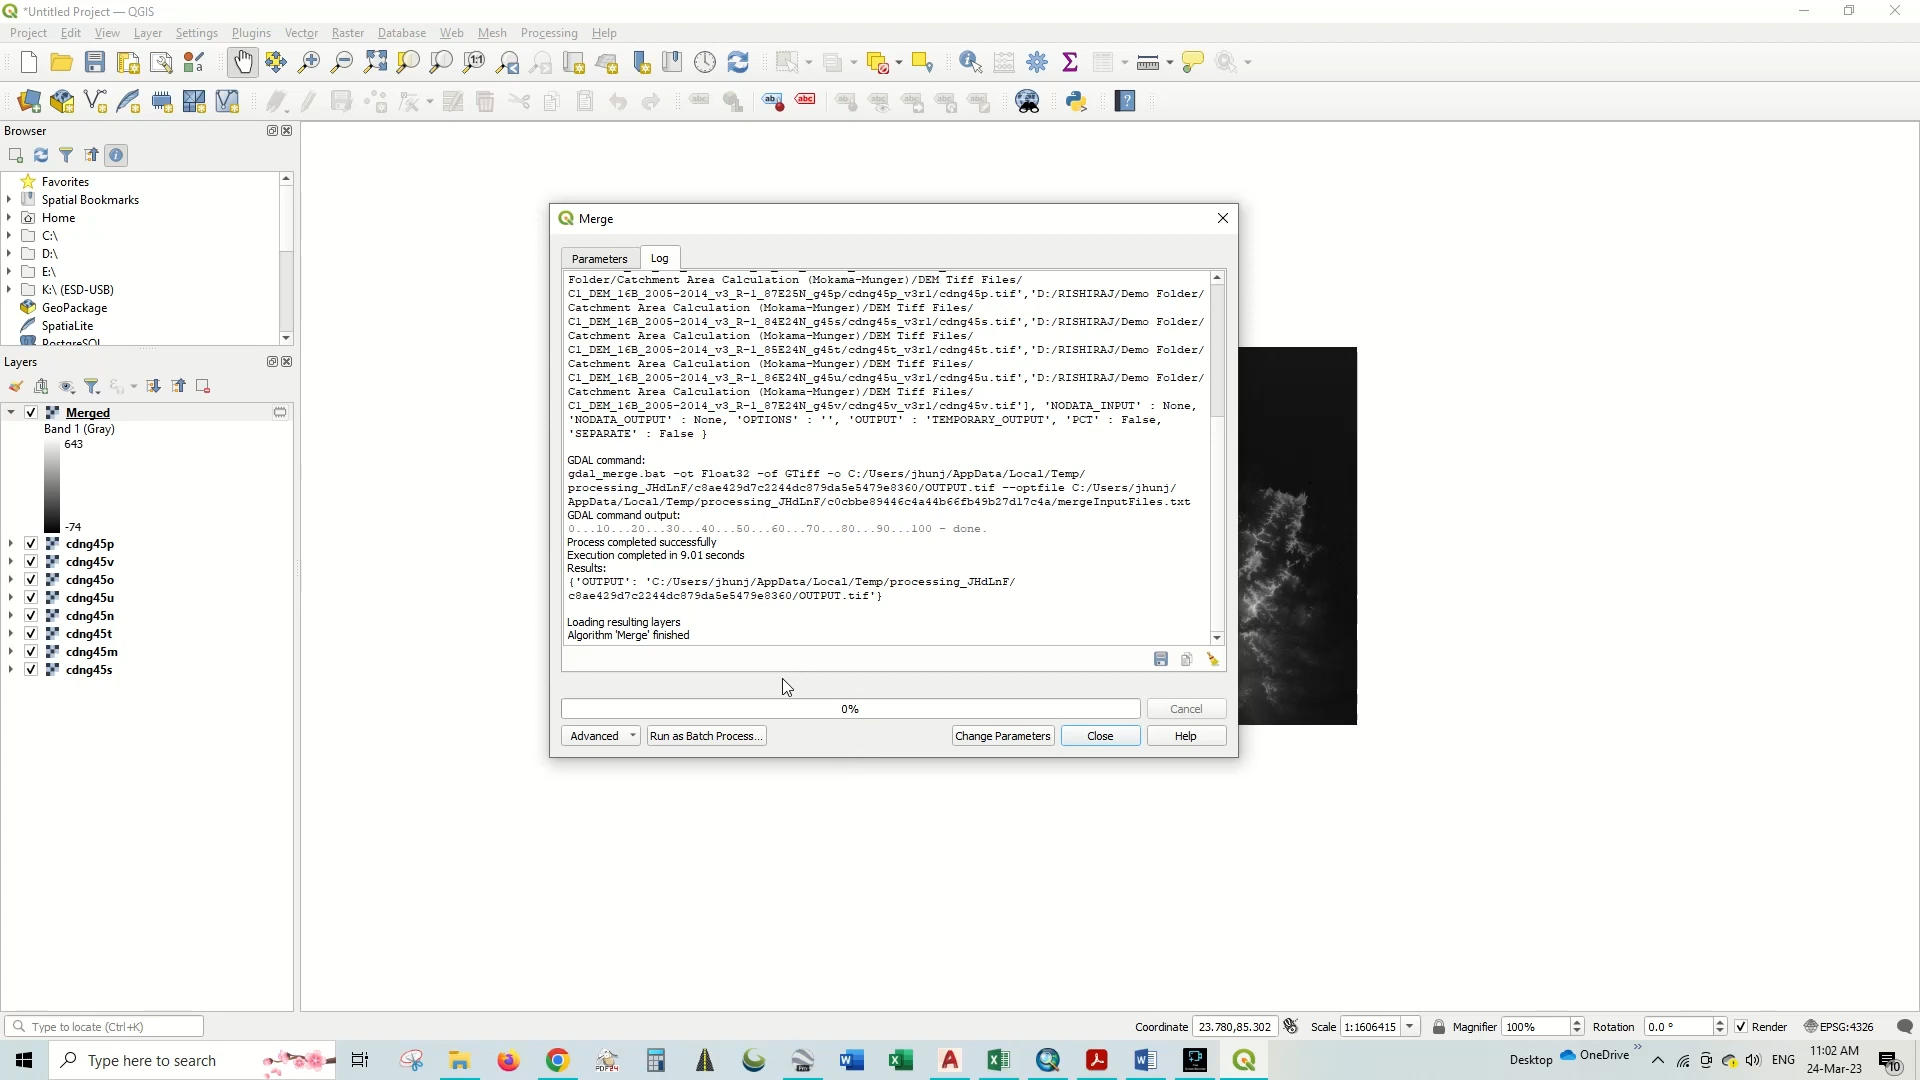 *Untitled Project — QGIS
Project Edit View Layer Settings Plugins Vector Raster Database Web Mesh Processing Help
Browser
Favorites
Spatial Bookmarks
Home
C:\
D:\
E:\
K:\ (ESD-USB)
GeoPackage
SpatiaLite
PostgreSQL
Layers
Merged
Band 1 (Gray)
643
-74
cdng45p
cdng45v
cdng45o
cdng45u
cdng45n
cdng45t
cdng45m
cdng45s
Merge
Parameters Log
Folder/Catchment Area Calculation (Mokama-Munger)/DEM Tiff Files/
C1_DEM_16B_2005-2014_v3_R-1_87E25N_g45p/cdng45p_v3r1/cdng45p.tif','D:/RISHIRAJ/Demo Folder/
Catchment Area Calculation (Mokama-Munger)/DEM Tiff Files/
C1_DEM_16B_2005-2014_v3_R-1_84E24N_g45s/cdng45s_v3r1/cdng45s.tif','D:/RISHIRAJ/Demo Folder/
Catchment Area Calculation (Mokama-Munger)/DEM Tiff Files/
C1_DEM_16B_2005-2014_v3_R-1_85E24N_g45t/cdng45t_v3r1/cdng45t.tif','D:/RISHIRAJ/Demo Folder/
Catchment Area Calculation (Mokama-Munger)/DEM Tiff Files/
C1_DEM_16B_2005-2014_v3_R-1_86E24N_g45u/cdng45u_v3r1/cdng45u.tif','D:/RISHIRAJ/Demo Folder/
Catchment Area Calculation (Mokama-Munger)/DEM Tiff Files/
C1_DEM_16B_2005-2014_v3_R-1_87E24N_g45v/cdng45v_v3r1/cdng45v.tif'], 'NODATA_INPUT' : None,
'NODATA_OUTPUT' : None, 'OPTIONS' : '', 'OUTPUT' : 'TEMPORARY_OUTPUT', 'PCT' : False,
'SEPARATE' : False }
GDAL command:
gdal_merge.bat -ot Float32 -of GTiff -o C:/Users/jhunj/AppData/Local/Temp/
processing_JHdLnF/c8ae429d7c2244dc879da5e5479e8360/OUTPUT.tif --optfile C:/Users/jhunj/
AppData/Local/Temp/processing_JHdLnF/c0cbbe89446c4a44b66fb49b27d17c4a/mergeInputFiles.txt
GDAL command output:
0...10...20...30...40...50...60...70...80...90...100 - done.
Process completed successfully
Execution completed in 9.01 seconds
Results:
{'OUTPUT': 'C:/Users/jhunj/AppData/Local/Temp/processing_JHdLnF/
c8ae429d7c2244dc879da5e5479e8360/OUTPUT.tif'}
Loading resulting layers
Algorithm 'Merge' finished
0% Cancel
Advanced Run as Batch Process... Change Parameters Close Help
Type to locate (Ctrl+K) Coordinate 23.780,85.302 Scale 1:1606415 Magnifier 100% Rotation 0.0 ° Render EPSG:4326
Type here to search Desktop OneDrive ENG 11:02 AM
24-Mar-23 10